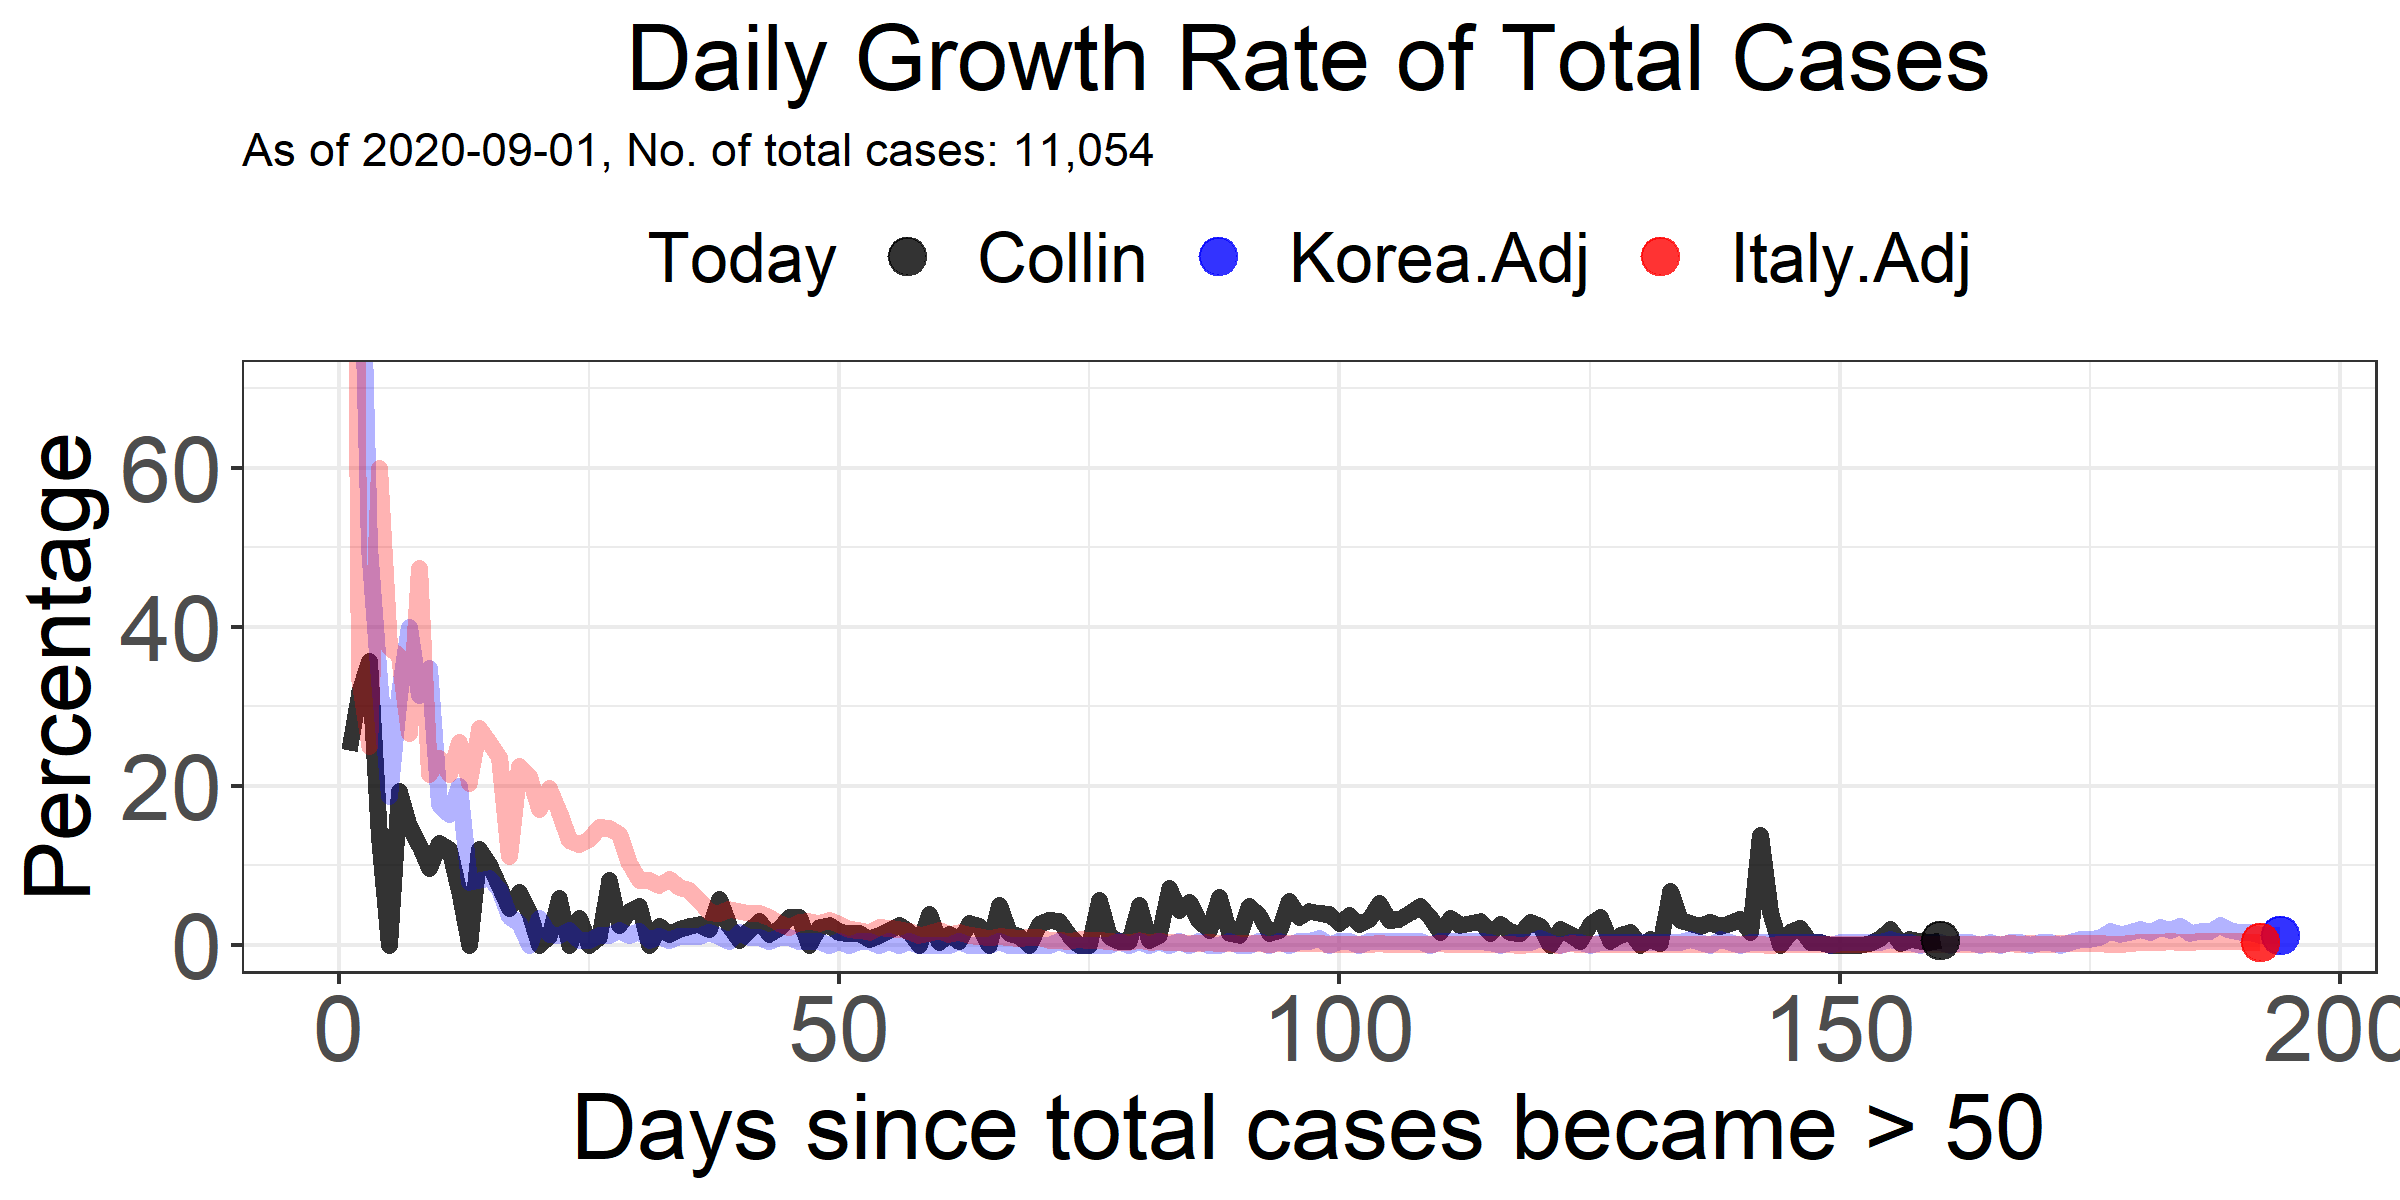 Daily Growth Rate of Total Cases
As of 2020-09-01, No. of total cases: 11,054
Today Collin Korea.Adj Italy.Adj
Percentage
60
40
20
0
0 50 100 150 200
Days since total cases became > 50